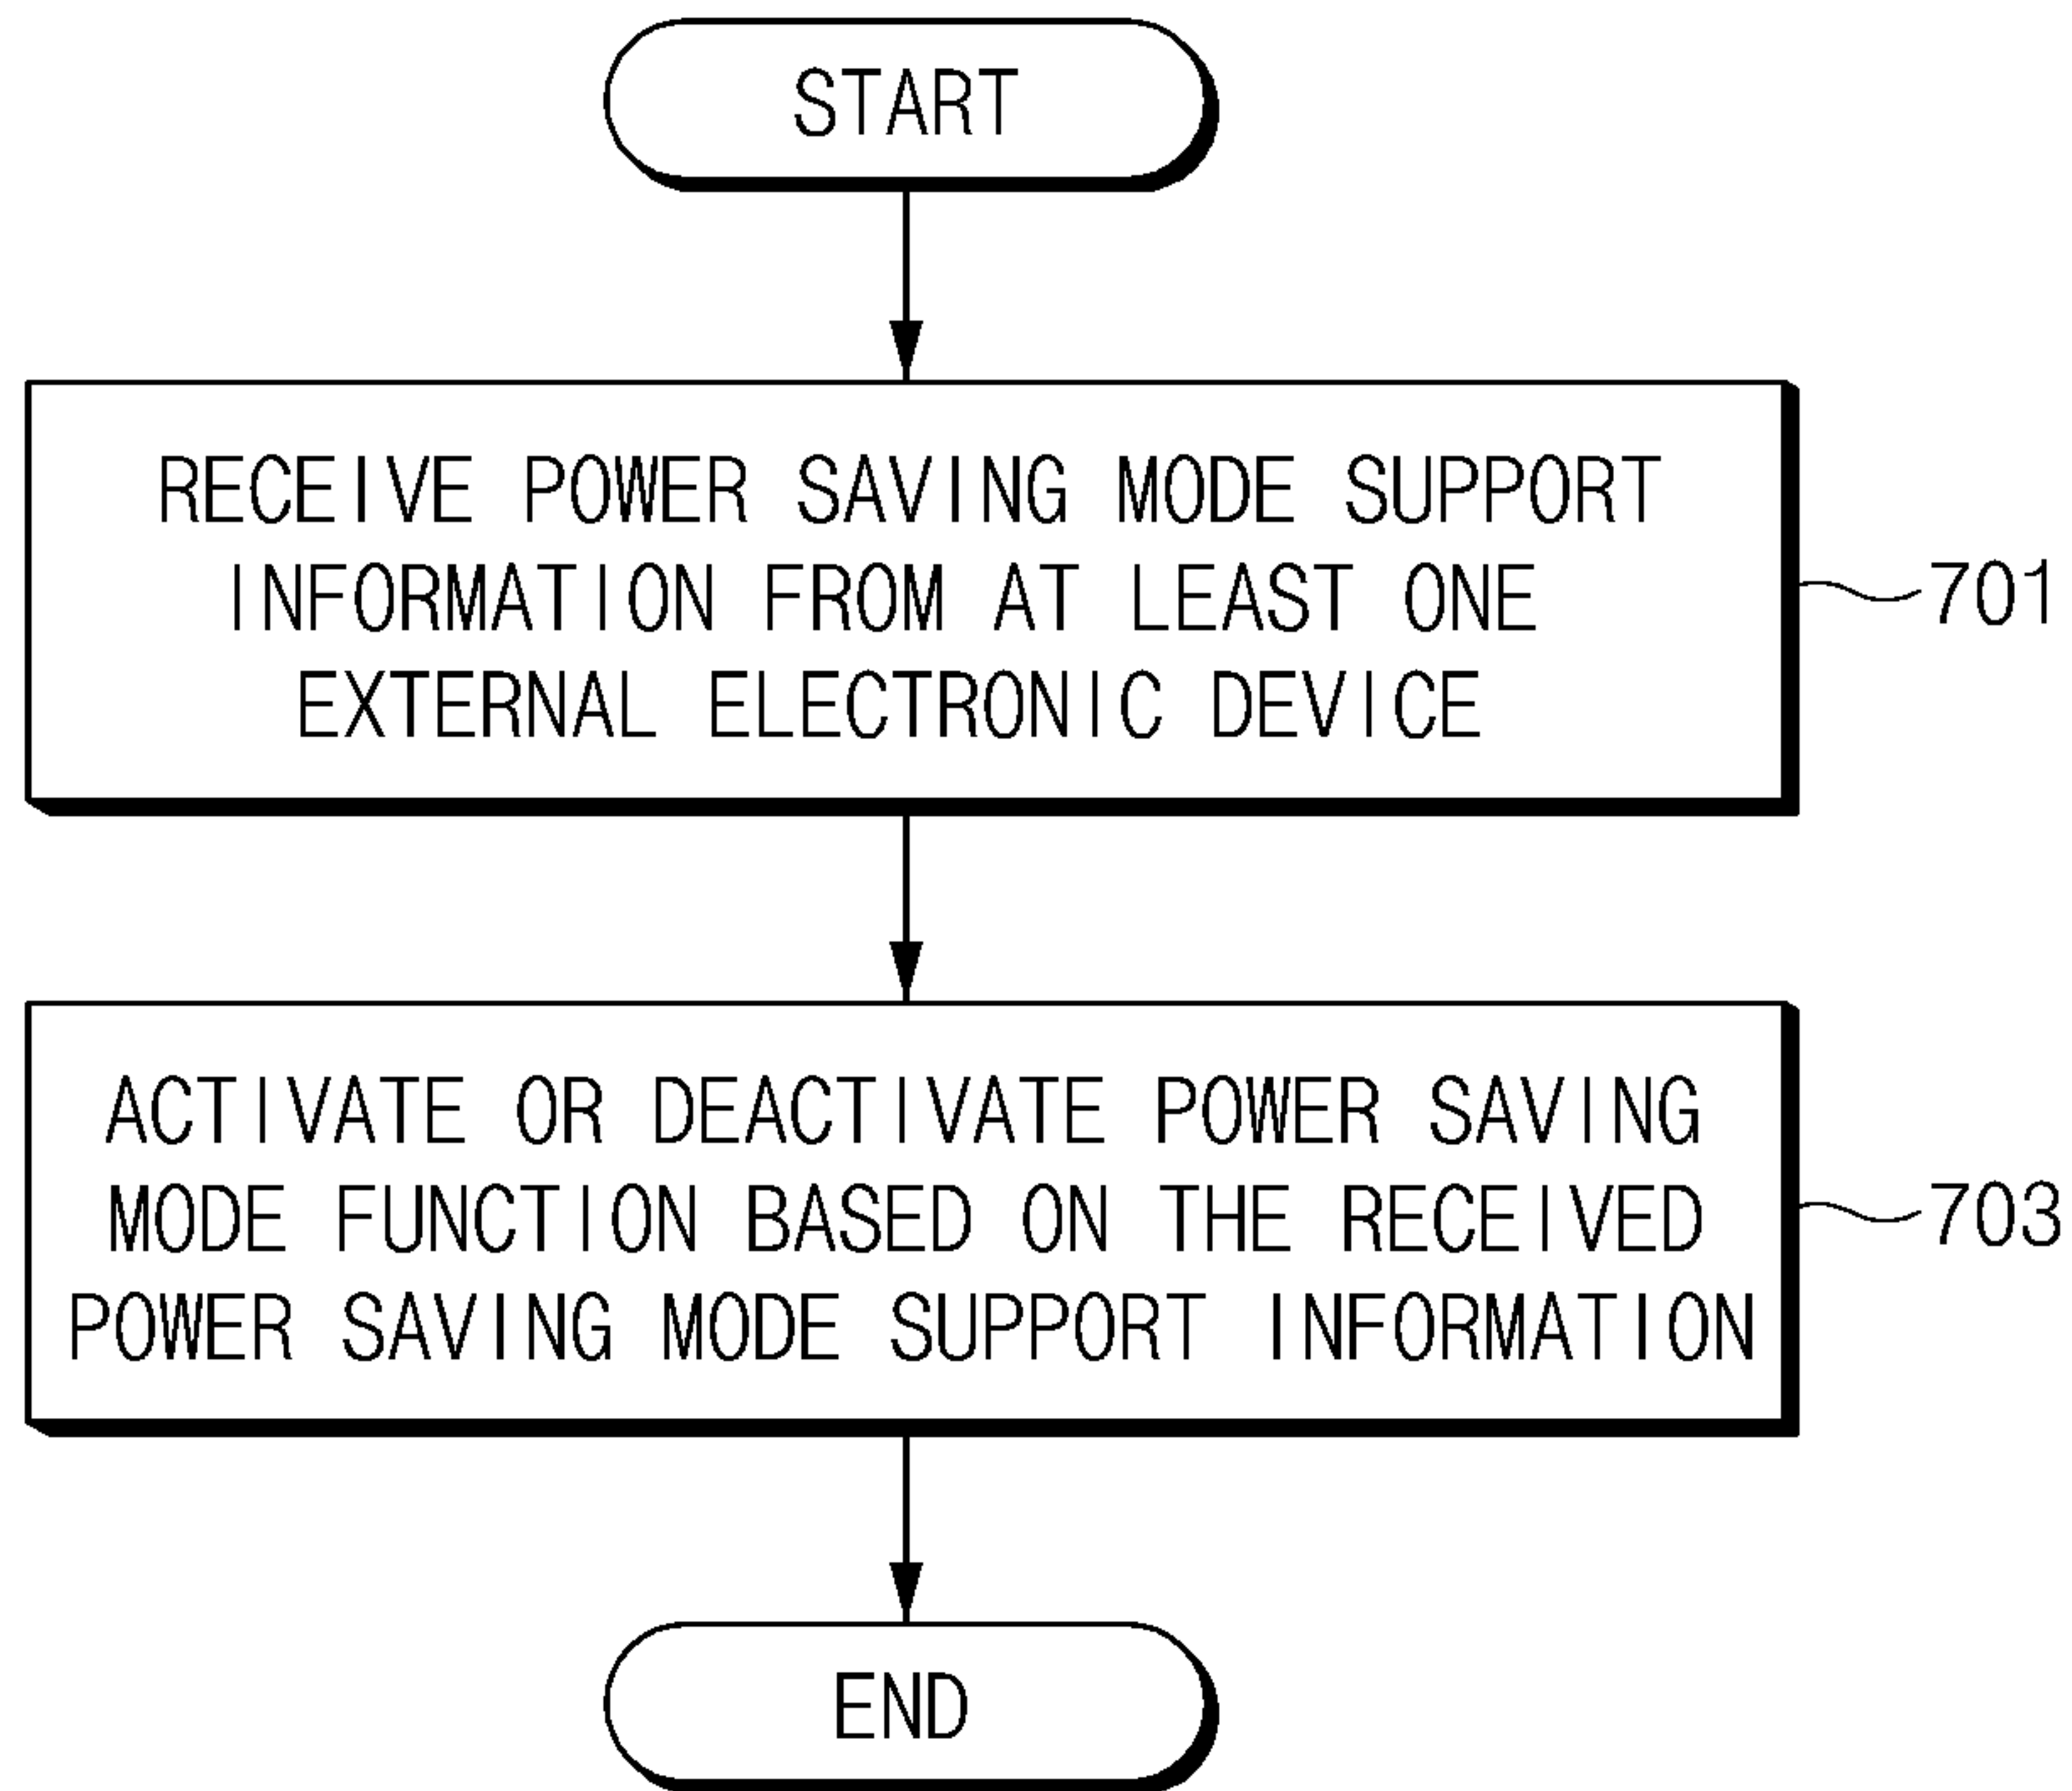 START
RECEIVE POWER SAVING MODE SUPPORT
INFORMATION FROM AT LEAST ONE
EXTERNAL ELECTRONIC DEVICE
701
ACTIVATE OR DEACTIVATE POWER SAVING
MODE FUNCTION BASED ON THE RECEIVED
POWER SAVING MODE SUPPORT INFORMATION
703
END